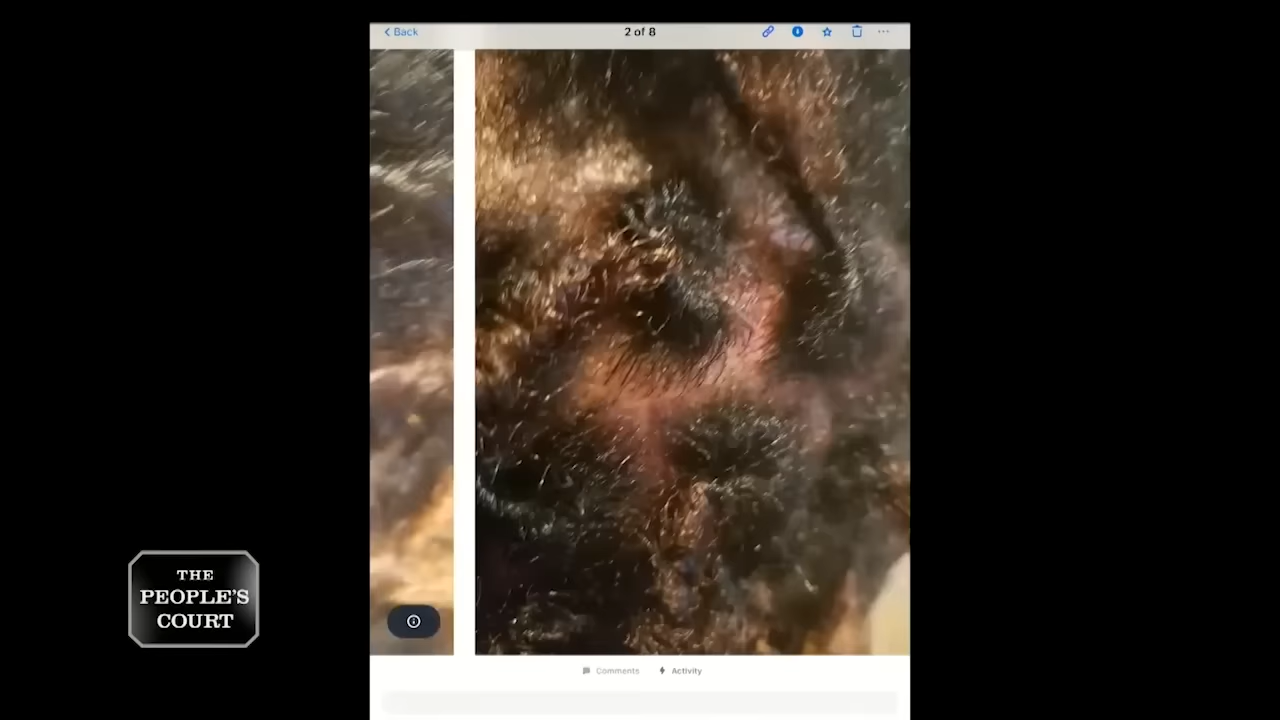 Back
2 of 8
THE
PEOPLE'S
COURT
Comments
Activity